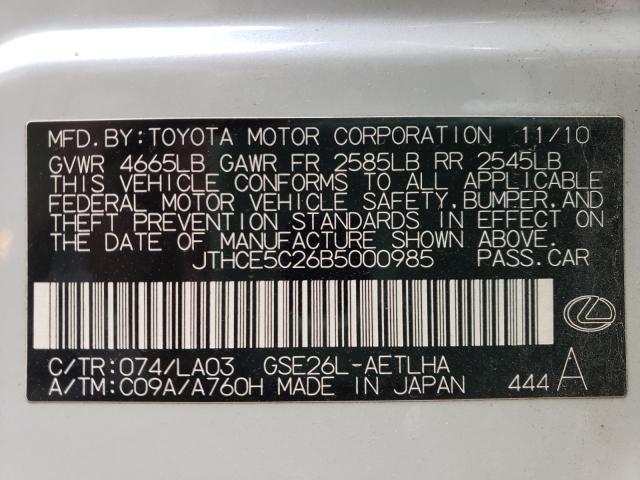 MFD.BY:TOYOTA MOTOR CORPORATION 11/10
GVWR 4665LB GAWR FR 2585LB RR 2545LB
THIS VEHICLE CONFORMS TO ALL APPLICABLE
FEDERAL MOTOR VEHICLE SAFETY,BUMPER,AND
THEFT PREVENTION STANDARDS IN EFFECT ON
THE DATE OF MANUFACTURE SHOWN ABOVE.
JTHCE5C26B5000985 PASS.CAR
C/TR:074/LA03 GSE26L-AETLHA
A/TM:C09A/A760H MADE IN JAPAN 444 A